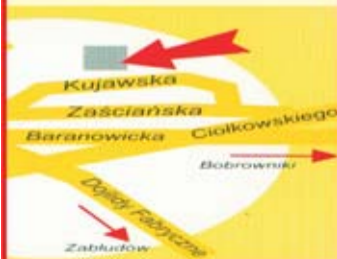 Kujawska
Zaściańska
Baranowicka
Ciołkowskiego
Bobrowniki
Dojlidy Fabryczne
Zabłudów